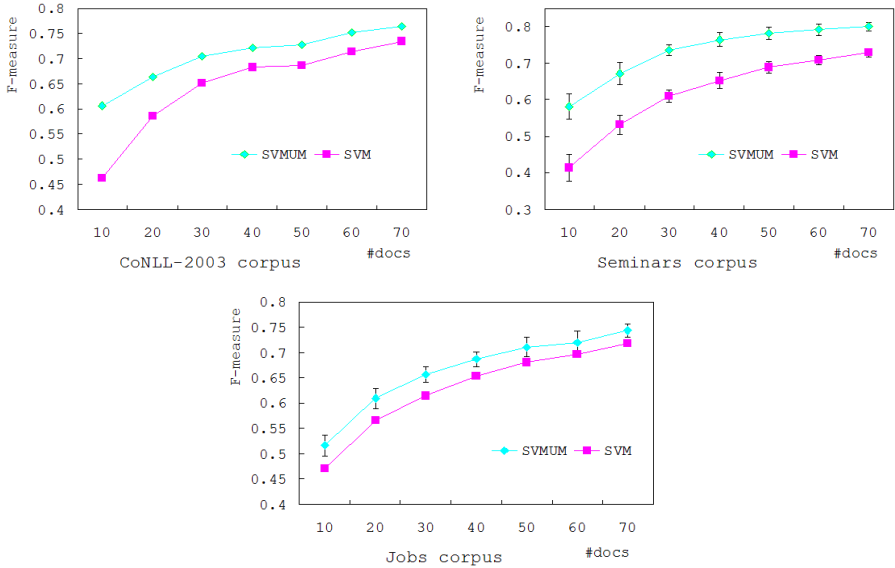 F-measure
0.8
0.75
0.7
0.65
0.6
0.55
0.5
0.45
0.4
SVMUM SVM
10 20 30 40 50 60 70
#docs
CoNLL-2003 corpus
F-measure
0.8
0.7
0.6
0.5
0.4
0.3
SVMUM SVM
10 20 30 40 50 60 70
#docs
Seminars corpus
F-measure
0.8
0.75
0.7
0.65
0.6
0.55
0.5
0.45
0.4
SVMUM SVM
10 20 30 40 50 60 70
#docs
Jobs corpus